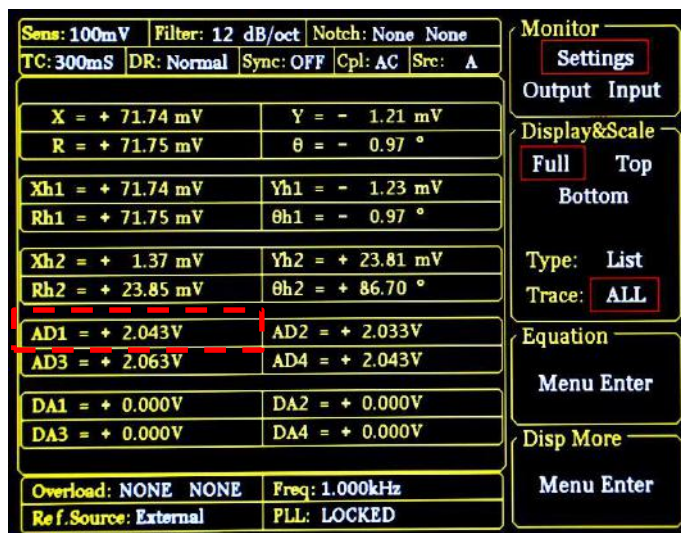 Sens: 100mV Filter: 12 dB/oct Notch: None None
TC: 300mS DR: Normal Sync: OFF Cpl: AC Src: A
X = + 71.74 mV Y = - 1.21 mV
R = + 71.75 mV θ = - 0.97 °
Xh1 = + 71.74 mV Yh1 = - 1.23 mV
Rh1 = + 71.75 mV θh1 = - 0.97 °
Xh2 = + 1.37 mV Yh2 = + 23.81 mV
Rh2 = + 23.85 mV θh2 = + 86.70 °
AD1 = + 2.043V AD2 = + 2.033V
AD3 = + 2.063V AD4 = + 2.043V
DA1 = + 0.000V DA2 = + 0.000V
DA3 = + 0.000V DA4 = + 0.000V
Overload: NONE NONE Freq: 1.000kHz
Ref.Source: External PLL: LOCKED
Monitor
Settings
Output Input
Display&Scale
Full Top
Bottom
Type: List
Trace: ALL
Equation
Menu Enter
Disp More
Menu Enter